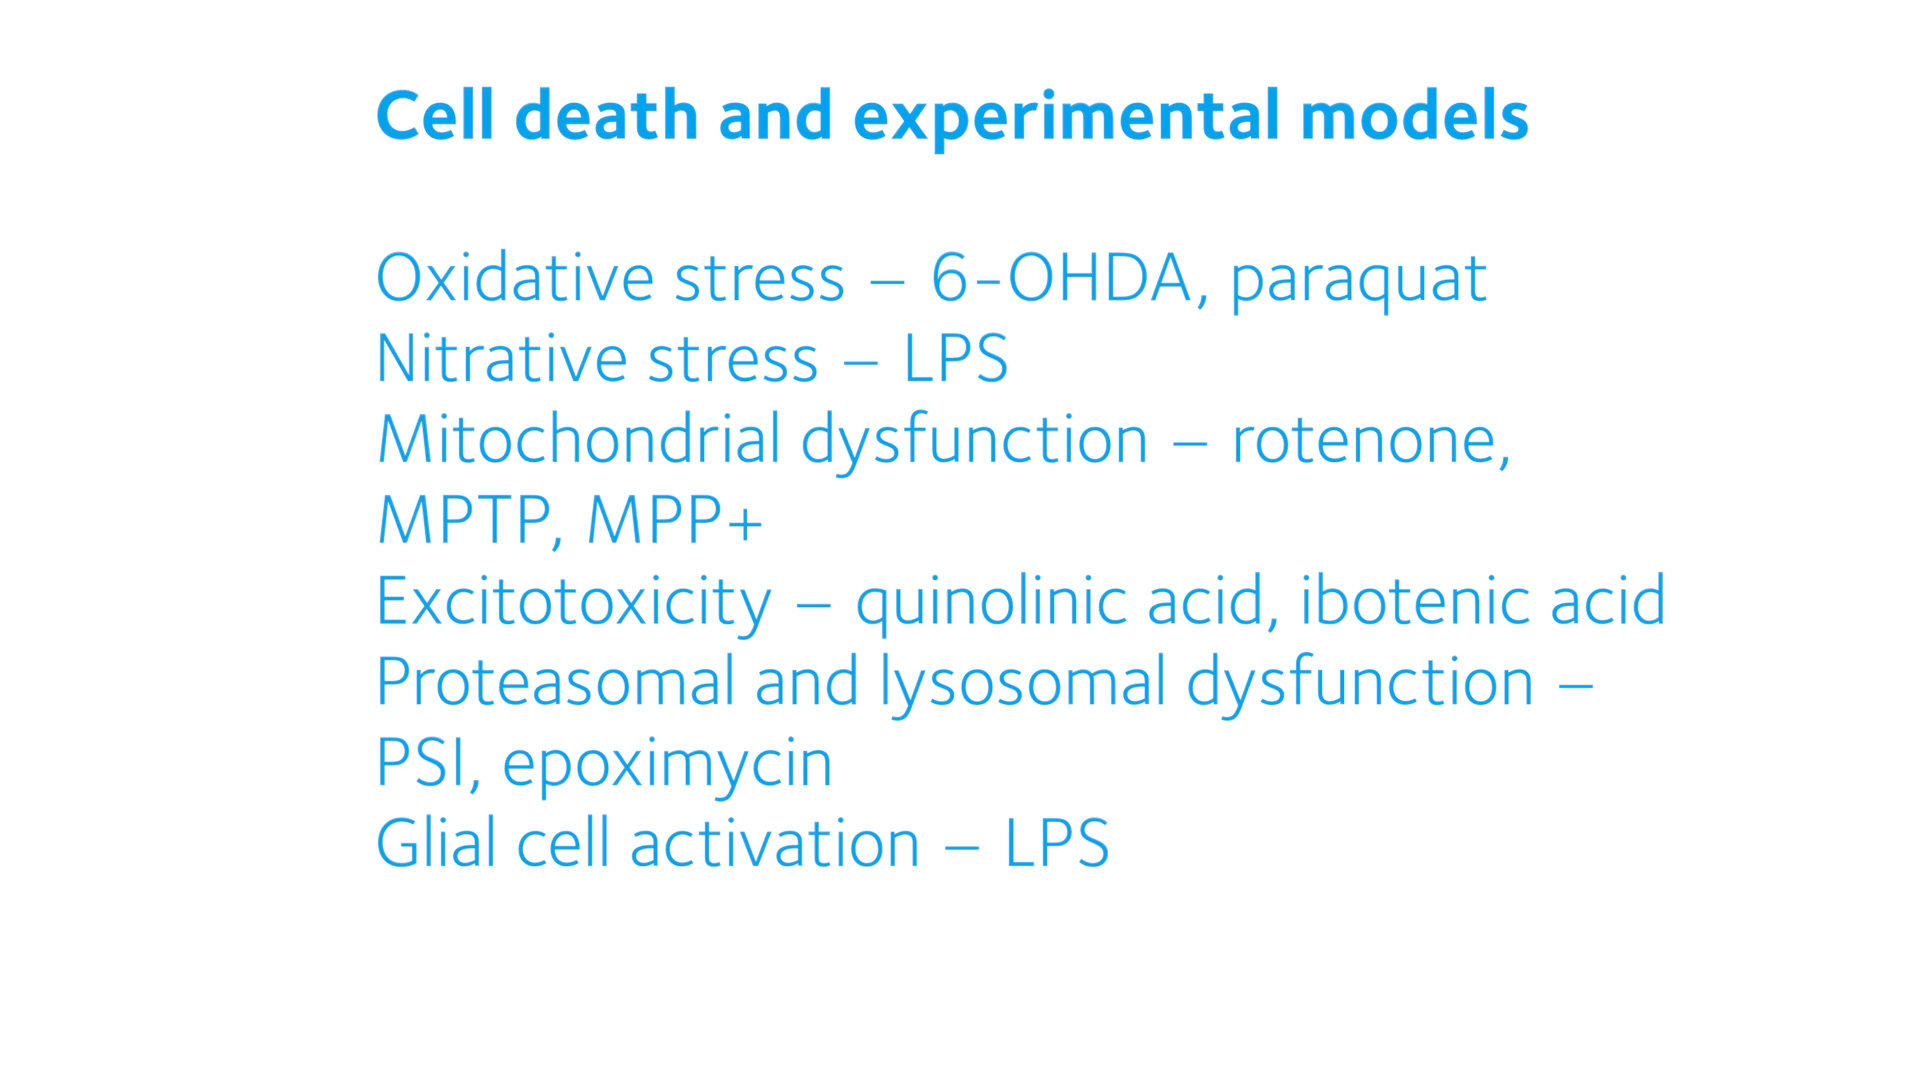 Cell death and experimental models
Oxidative stress – 6-OHDA, paraquat
Nitrative stress – LPS
Mitochondrial dysfunction – rotenone,
MPTP, MPP+
Excitotoxicity – quinolinic acid, ibotenic acid
Proteasomal and lysosomal dysfunction –
PSI, epoximycin
Glial cell activation – LPS